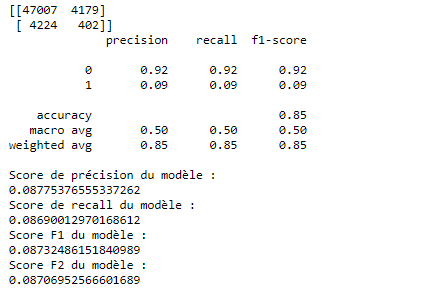 [[47007 4179]
[ 4224 402]]
precision recall f1-score
0 0.92 0.92 0.92
1 0.09 0.09 0.09
accuracy 0.85
macro avg 0.50 0.50 0.50
weighted avg 0.85 0.85 0.85
Score de précision du modèle :
0.08775376555337262
Score de recall du modèle :
0.08690012970168612
Score F1 du modèle :
0.08732486151840989
Score F2 du modèle :
0.08706952566601689